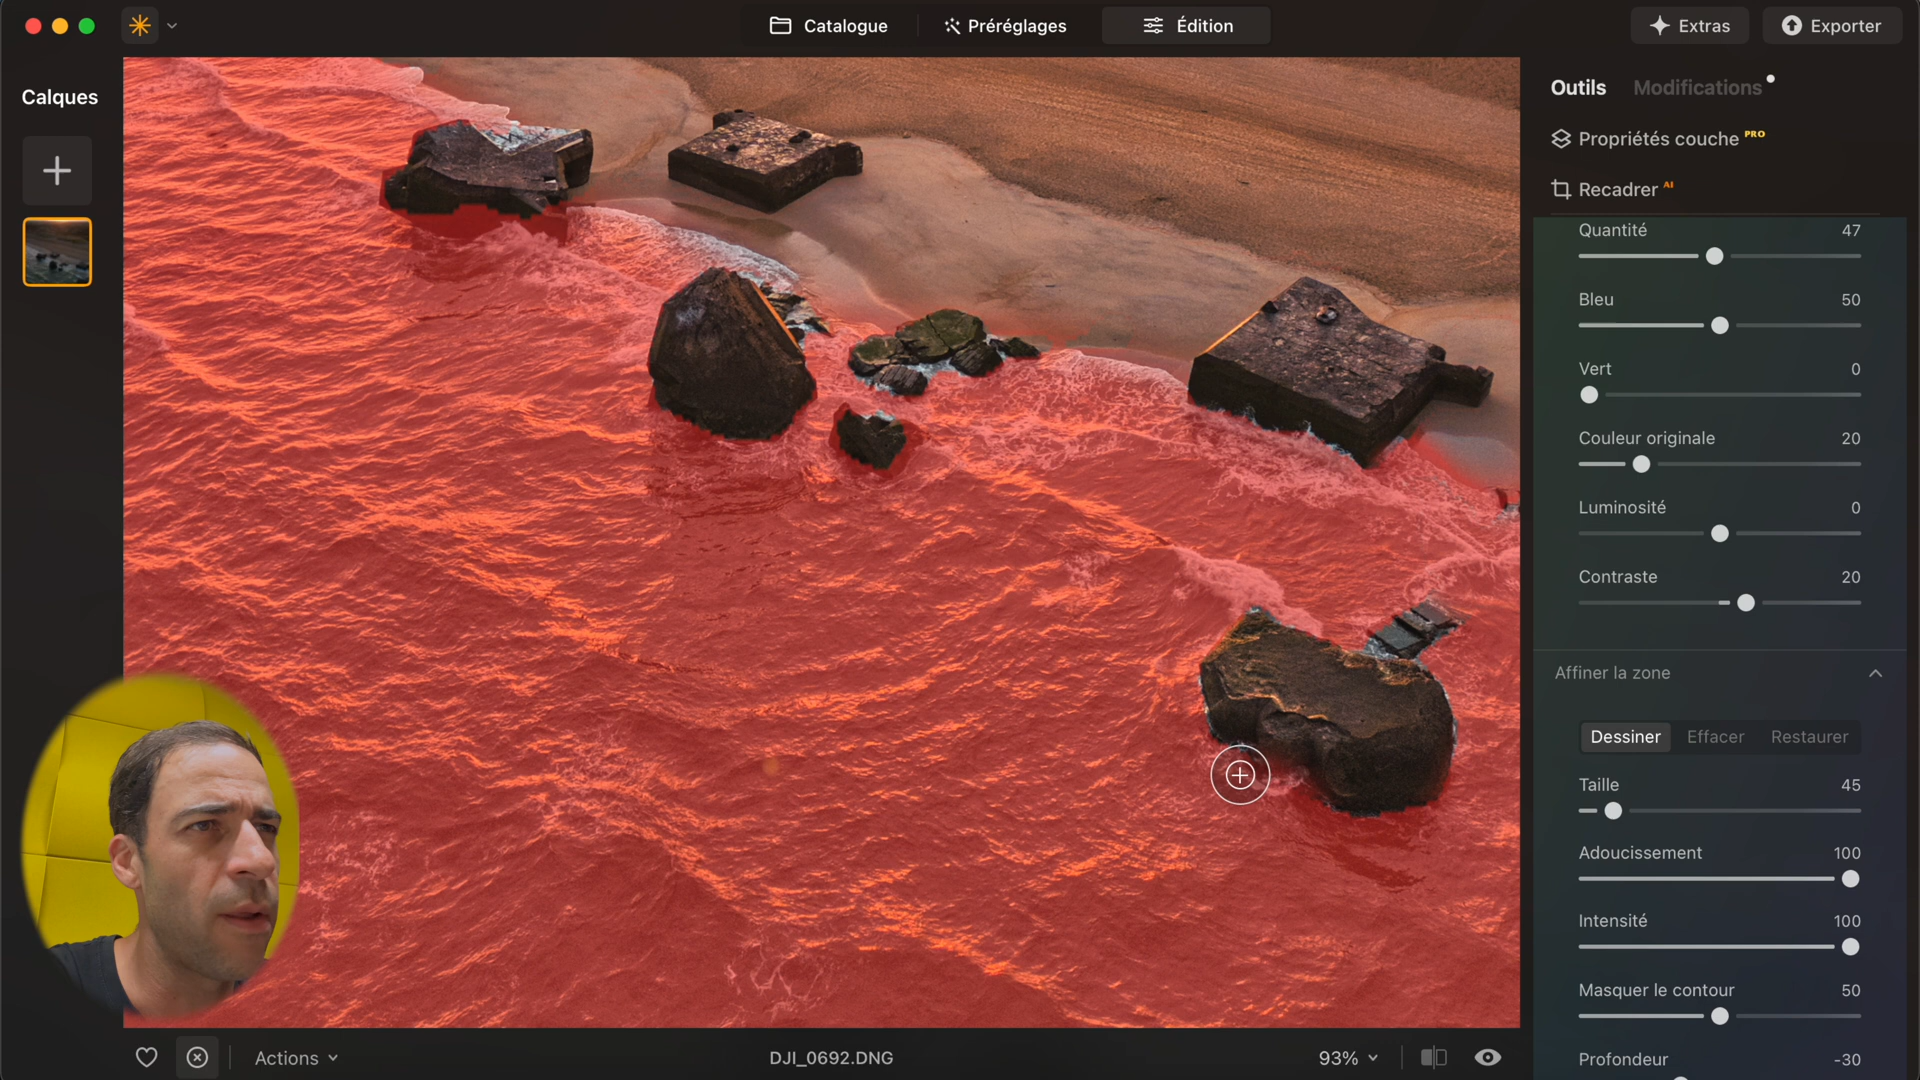 Catalogue
Préréglages
Édition
Extras
Exporter
Calques
Outils
Modifications
Propriétés couche PRO
Recadrer AI
Quantité 47
Bleu 50
Vert 0
Couleur originale 20
Luminosité 0
Contraste 20
Affiner la zone
Dessiner Effacer Restaurer
Taille 45
Adoucissement 100
Intensité 100
Masquer le contour 50
Profondeur -30
Actions
DJI_0692.DNG
93%